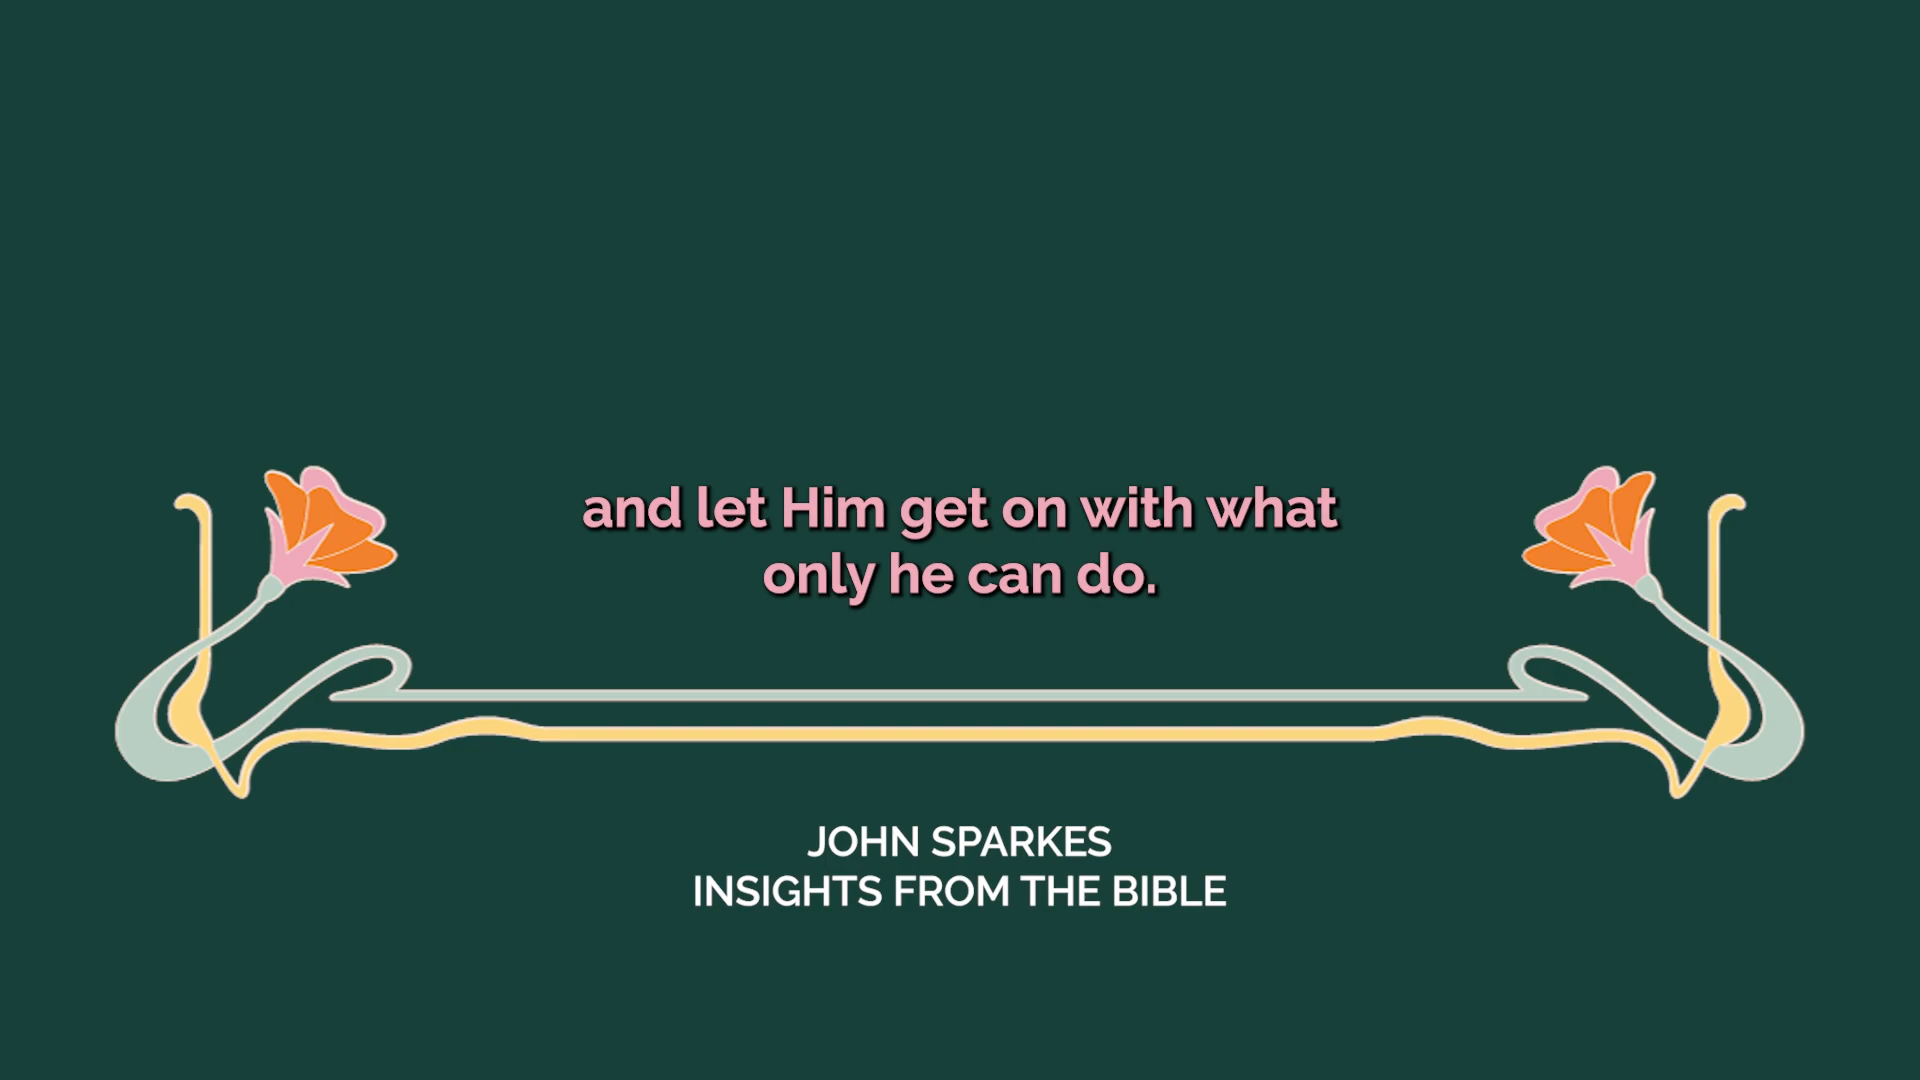 and let Him get on with what
only he can do.
JOHN SPARKES
INSIGHTS FROM THE BIBLE